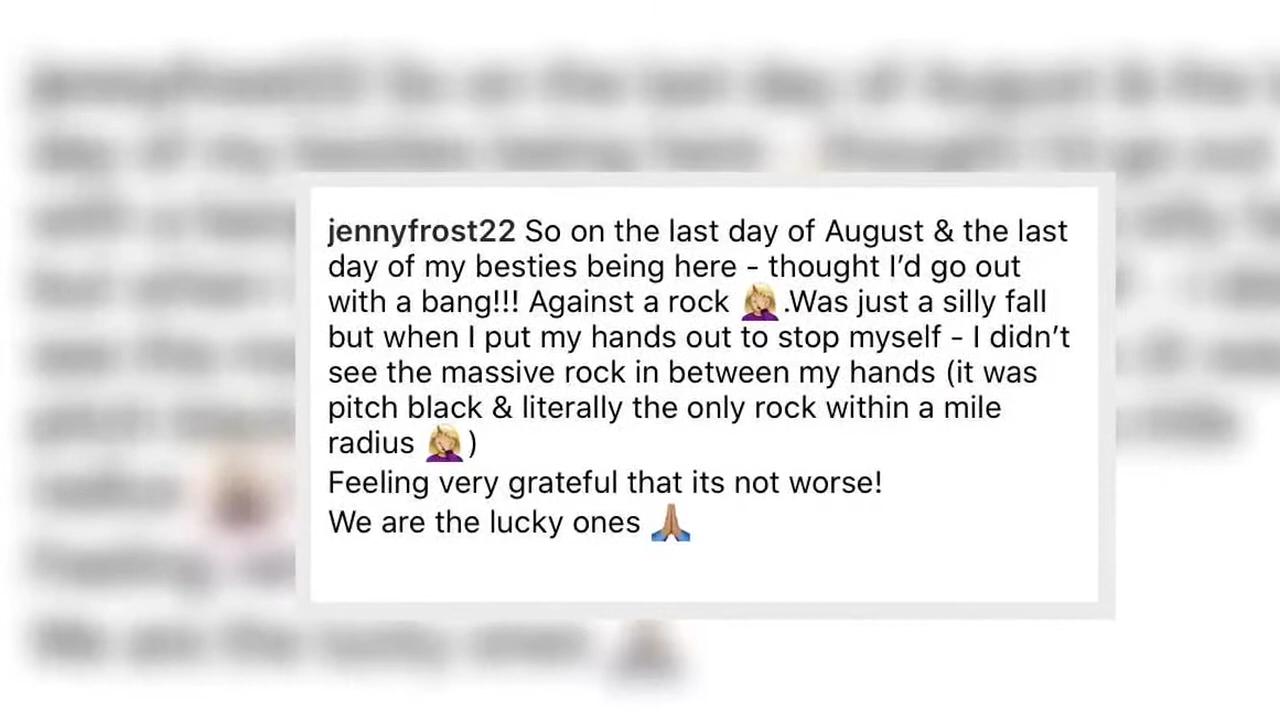 jennyfrost22 So on the last day of August & the last
day of my besties being here - thought I’d go out
with a bang!!! Against a rock 🤦🏼‍♀️.Was just a silly fall
but when I put my hands out to stop myself - I didn’t
see the massive rock in between my hands (it was
pitch black & literally the only rock within a mile
radius 🤦🏼‍♀️)
Feeling very grateful that its not worse!
We are the lucky ones 🙏🏽